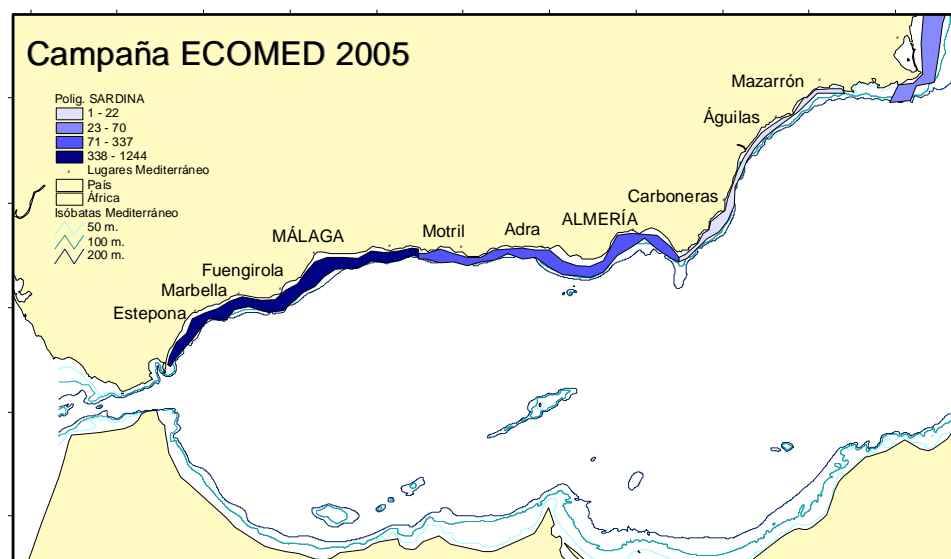 Campaña ECOMED 2005
Polig. SARDINA
1 - 22
23 - 70
71 - 337
338 - 1244
Lugares Mediterráneo
País
África
Isóbatas Mediterráneo
50 m.
100 m.
200 m.
Mazarrón
Águilas
Carboneras
ALMERÍA
Adra
Motril
MÁLAGA
Fuengirola
Marbella
Estepona